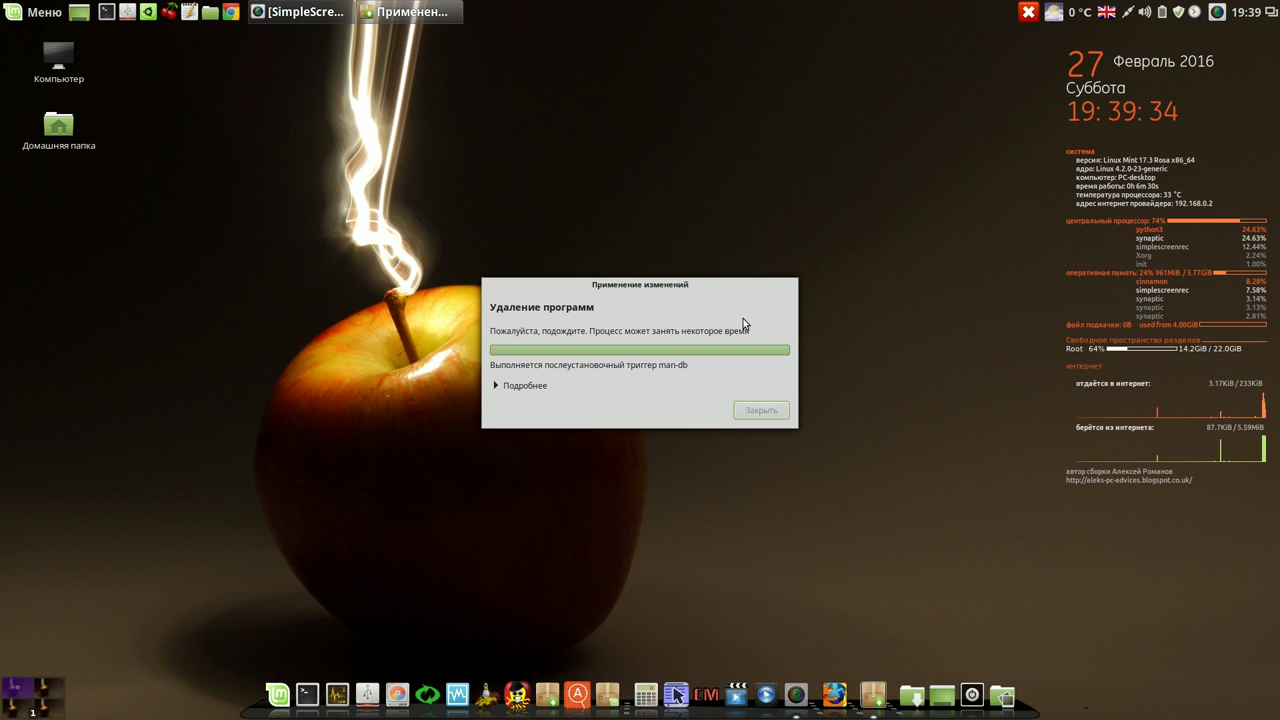 Меню
[SimpleScre...
Применен...
0 °C
19:39
Компьютер
Домашняя папка
27 Февраль 2016
Суббота
19: 39: 34
система
версия: Linux Mint 17.3 Rosa x86_64
ядро: Linux 4.2.0-23-generic
компьютер: PC-desktop
время работы: 0h 6m 30s
температура процессора: 33 °C
адрес интернет провайдера: 192.168.0.2
центральный процессор: 74%
python3 24.63%
synaptic 24.63%
simplescreenrec 12.44%
Xorg 2.24%
init 1.00%
оперативная память: 24% 961MiB / 3.77GiB
cinnamon 8.28%
simplescreenrec 7.58%
synaptic 3.14%
synaptic 3.13%
synaptic 2.81%
файл подкачки: 0B used from 4.00GiB
Свободное пространство разделов
Root 64% 14.2GiB / 22.0GiB
интернет
отдаётся в интернет: 3.17KiB / 233KiB
берётся из интернета: 87.7KiB / 5.59MiB
автор сборки Алексей Романов
http://aleks-pc-advices.blogspot.co.uk/
Применение изменений
Удаление программ
Пожалуйста, подождите. Процесс может занять некоторое время
Выполняется послеустановочный триггер man-db
Подробнее
Закрыть
1